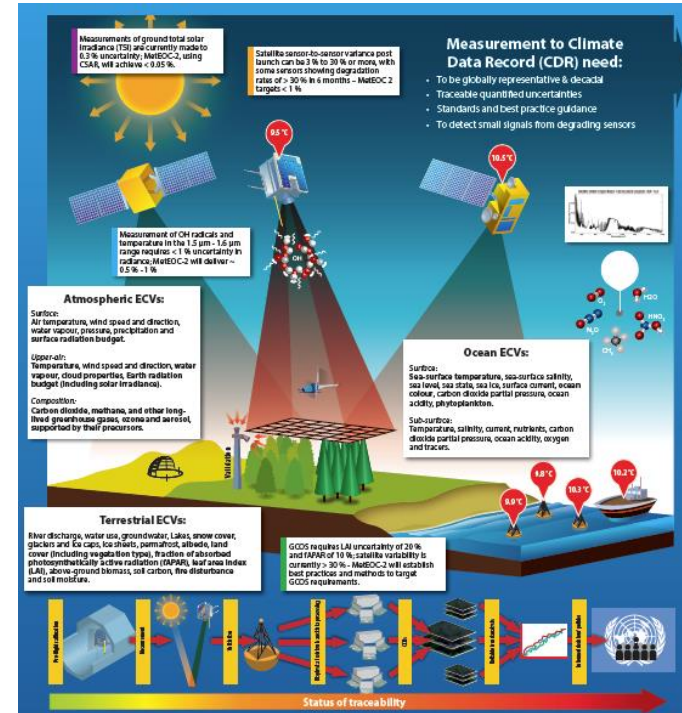 Measurements of ground total solar
irradiance (TSI) are currently made to
0.3 % uncertainty; MetEOC-2, using
CSAR, will achieve < 0.05 %.
Satellite sensor-to-sensor variance post
launch can be 3 % to 30 % or more, with
some sensors showing degradation
rates of > 30 % in 6 months – MetEOC 2
targets < 1 %
Measurement to Climate
Data Record (CDR) need:
• To be globally representative & decadal
• Traceable quantified uncertainties
• Standards and best practice guidance
• To detect small signals from degrading sensors
9.5 °C
10.5 °C
Measurement of OH radicals and
temperature in the 1.5 µm - 1.6 µm
range requires < 1 % uncertainty in
radiance; MetEOC-2 will deliver ~
0.5 % - 1 %
OH
O3
H2O
N2O
HNO3
CH4
Atmospheric ECVs:
Surface:
Air temperature, wind speed and direction,
water vapour, pressure, precipitation and
surface radiation budget.
Upper-air:
Temperature, wind speed and direction, water
vapour, cloud properties, Earth radiation
budget (including solar irradiance).
Composition:
Carbon dioxide, methane, and other long-
lived greenhouse gases, ozone and aerosol,
supported by their precursors.
Ocean ECVs:
Surface:
Sea-surface temperature, sea-surface salinity,
sea level, sea state, sea ice, surface current, ocean
colour, carbon dioxide partial pressure, ocean
acidity, phytoplankton.
Sub-surface:
Temperature, salinity, current, nutrients, carbon
dioxide partial pressure, ocean acidity, oxygen
and tracers.
Validation
9.9 °C
9.8 °C
10.3 °C
10.2 °C
Terrestrial ECVs:
River discharge, water use, groundwater, Lakes, snow cover,
glaciers and ice caps, ice sheets, permafrost, albedo, land
cover (including vegetation type), fraction of absorbed
photosynthetically active radiation (fAPAR), leaf area index
(LAI), above-ground biomass, soil carbon, fire disturbance
and soil moisture.
GCOS requires LAI uncertainty of 20 %
and fAPAR of 10 %; satellite variability is
currently > 30 % - MetEOC-2 will establish
best practices and methods to target
GCOS requirements.
CDRs
Status of traceability